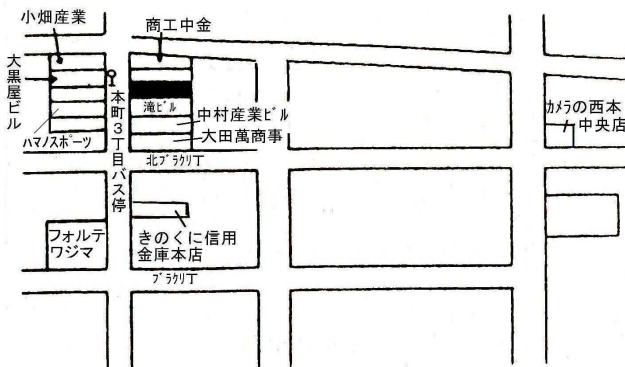 小畑産業
商工中金
大黒屋ビル
滝ビル
本町3丁目バス停
中村産業ビル
ハマノスポーツ
大田萬商事
カメラの西本
中央店
北ブラクリ丁
フォルテ
ワジマ
きのくに信用
金庫本店
ブラクリ丁